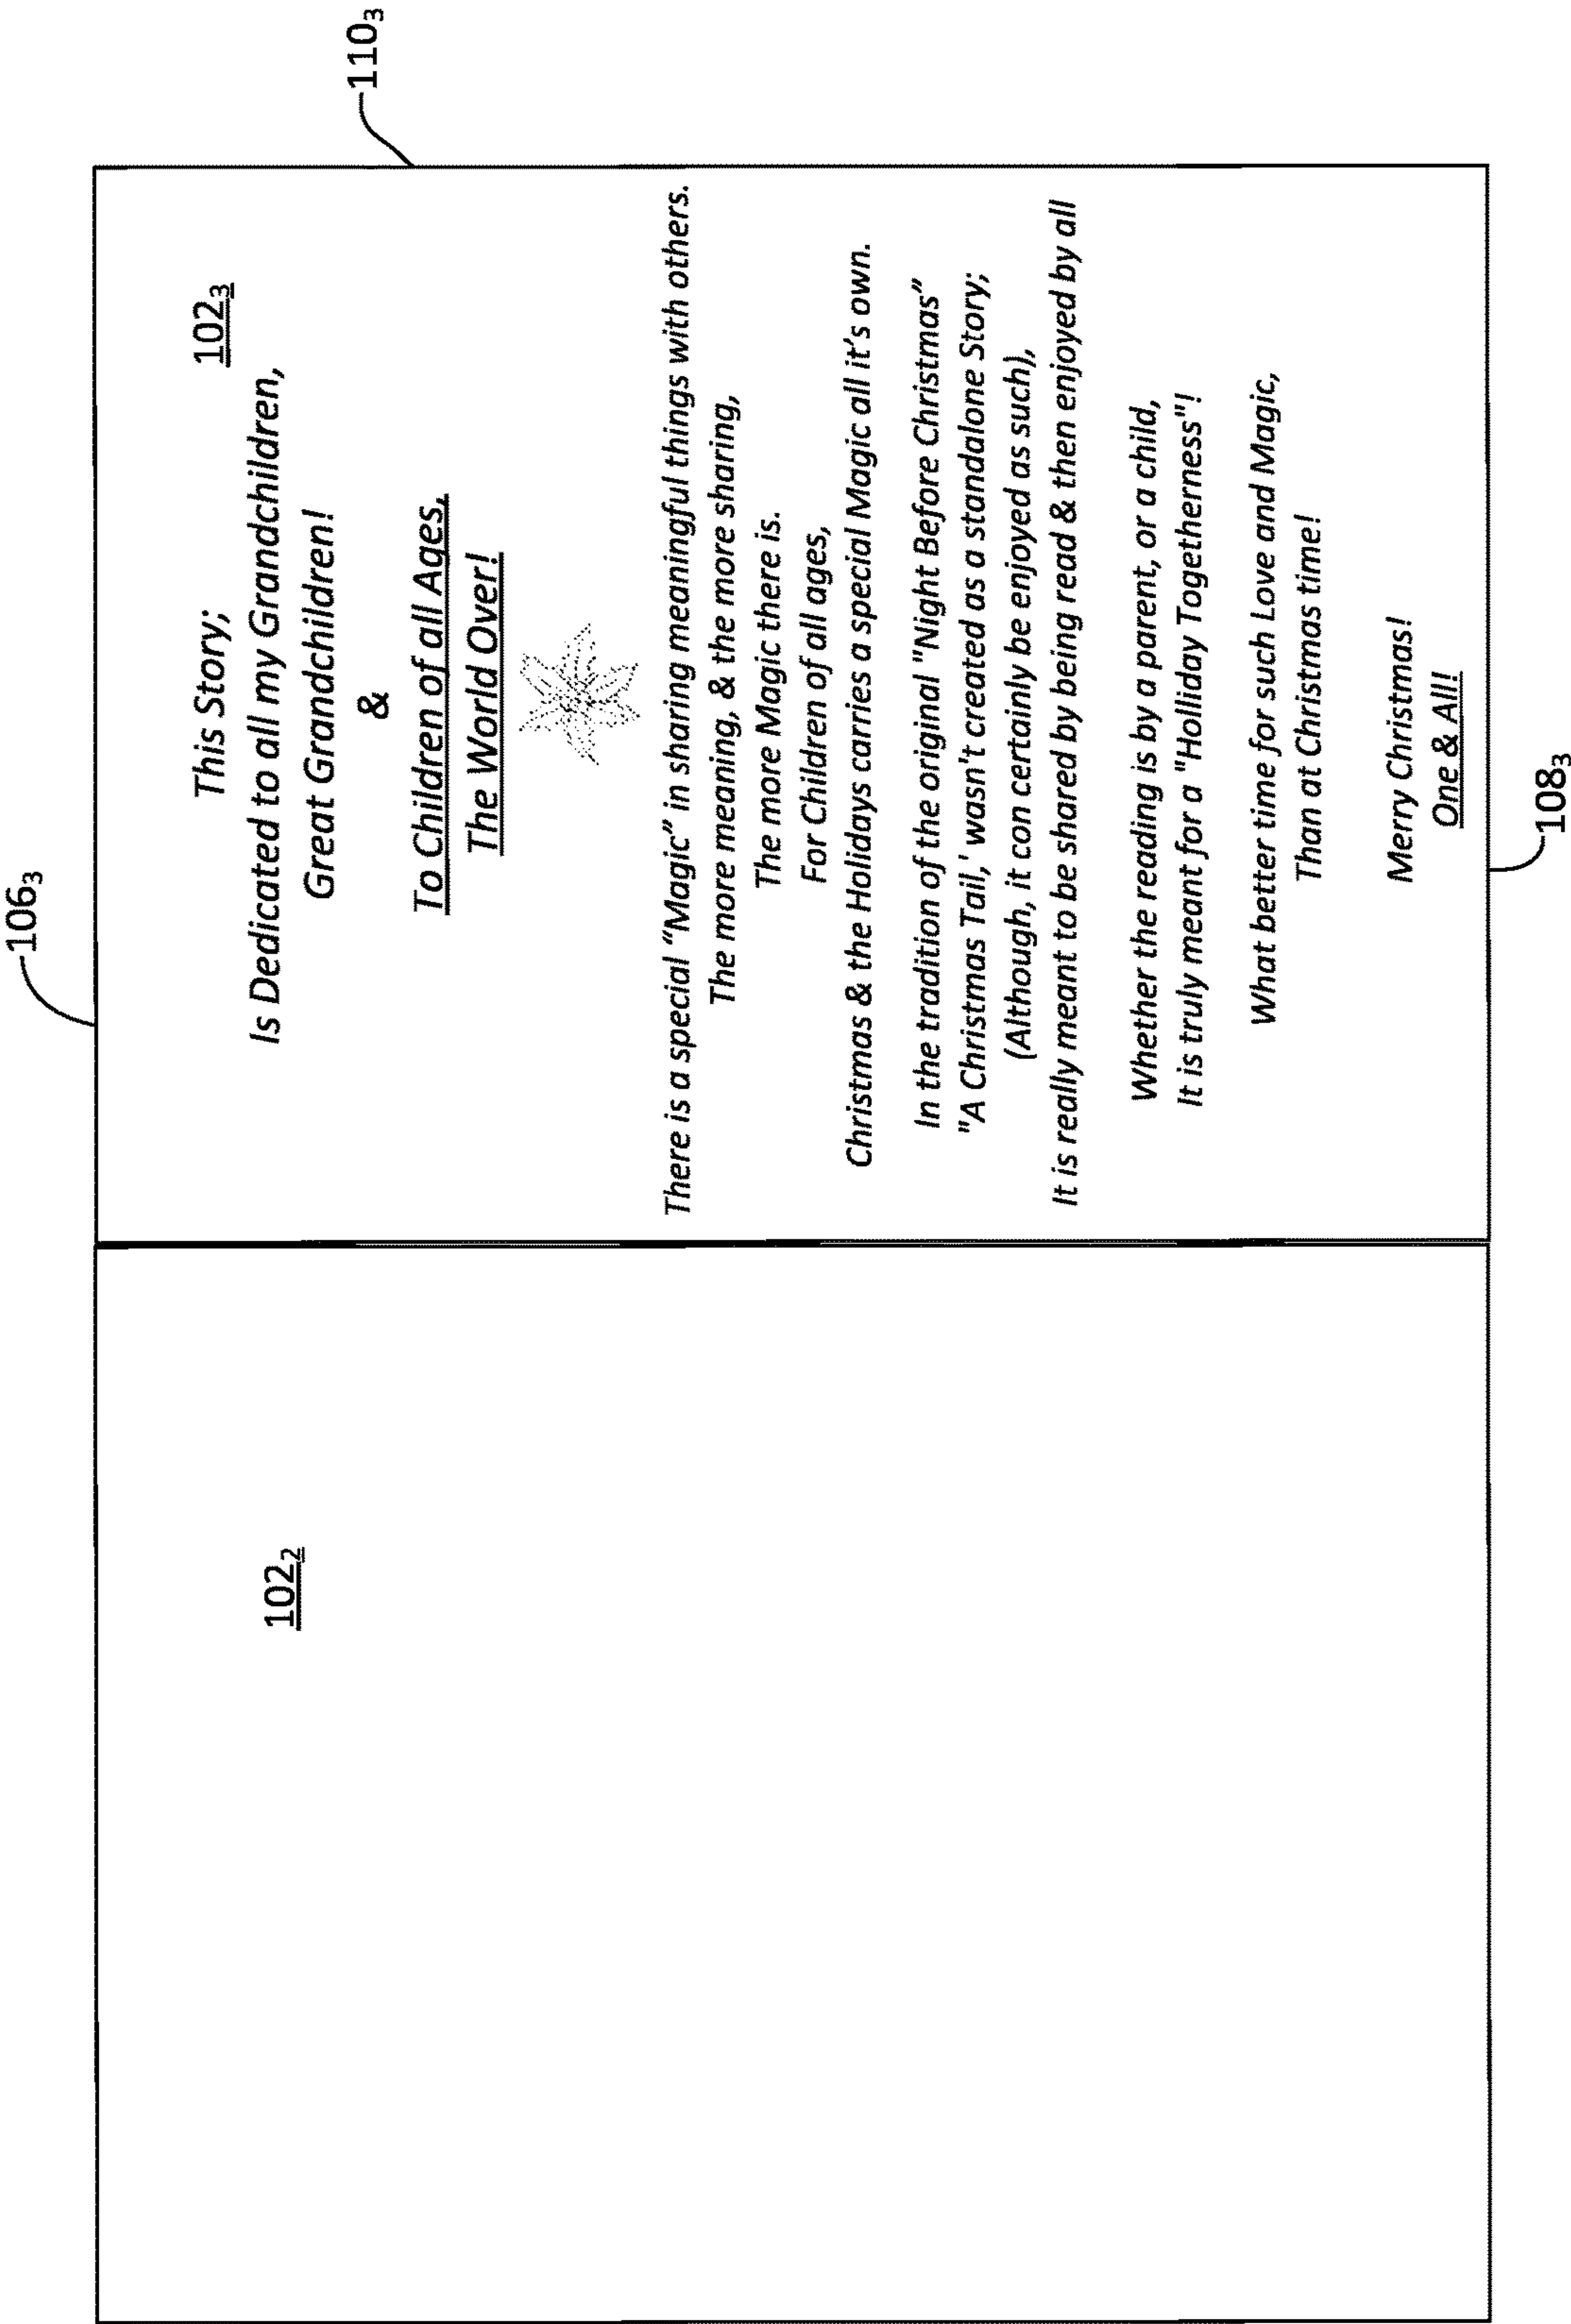 106₃
110₃
102₂
102₃
This Story;
Is Dedicated to all my Grandchildren,
Great Grandchildren!
&
To Children of all Ages,
The World Over!
There is a special “Magic” in sharing meaningful things with others.
The more meaning, & the more sharing,
The more Magic there is.
For Children of all ages,
Christmas & the Holidays carries a special Magic all it's own.
In the tradition of the original "Night Before Christmas”
"A Christmas Tail,' wasn't created as a standalone Story;
(Although, it con certainly be enjoyed as such),
It is really meant to be shared by being read & then enjoyed by all
Whether the reading is by a parent, or a child,
It is truly meant for a "Holliday Togetherness"!
What better time for such Love and Magic,
Than at Christmas time!
Merry Christmas!
One & All!
108₃